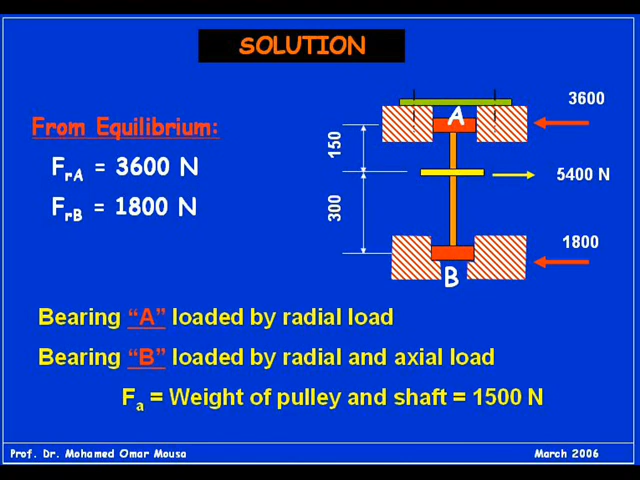 SOLUTION
From Equilibrium:
FrA = 3600 N
FrB = 1800 N
A
3600
150
5400 N
300
1800
B
Bearing “A” loaded by radial load
Bearing “B” loaded by radial and axial load
Fa = Weight of pulley and shaft = 1500 N
Prof. Dr. Mohamed Omar Mousa
March 2006